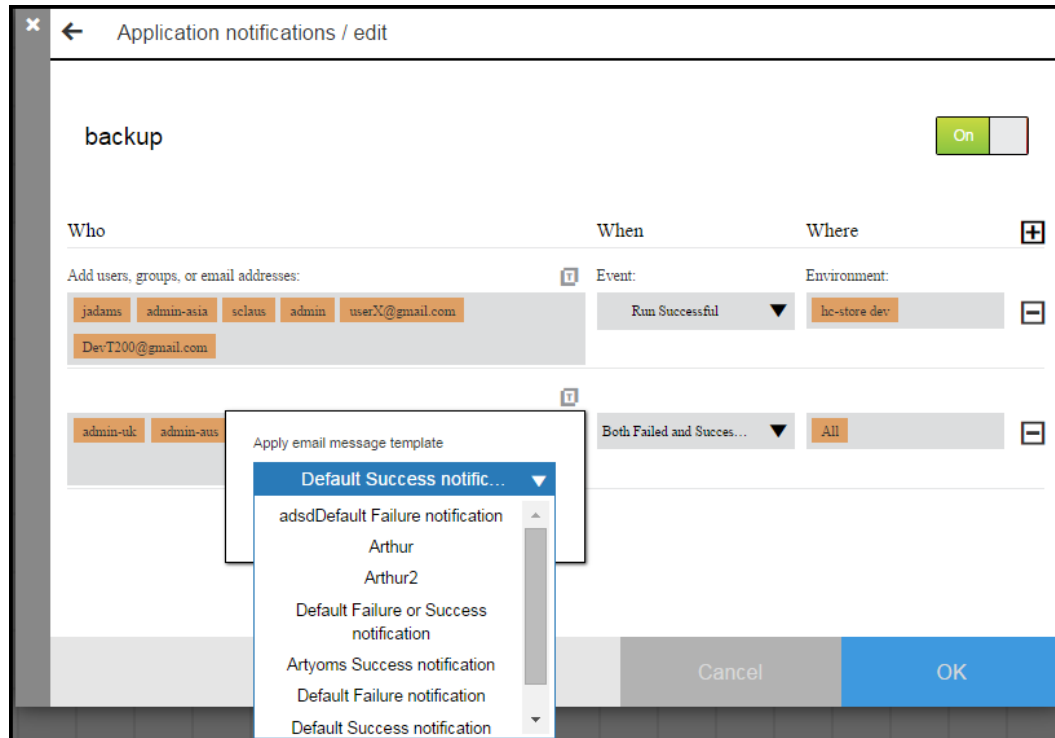 Application notifications / edit
backup
On
Who When Where
Add users, groups, or email addresses: T Event: Environment:
jadams admin-asia sclaus admin userX@gmail.com Run Successful hc-store dev
DevT200@gmail.com
T
admin-uk admin-aus Both Failed and Succes... All
Apply email message template
Default Success notific...
adsdDefault Failure notification
Arthur
Arthur2
Default Failure or Success
notification
Artyoms Success notification
Default Failure notification
Default Success notification
Cancel OK